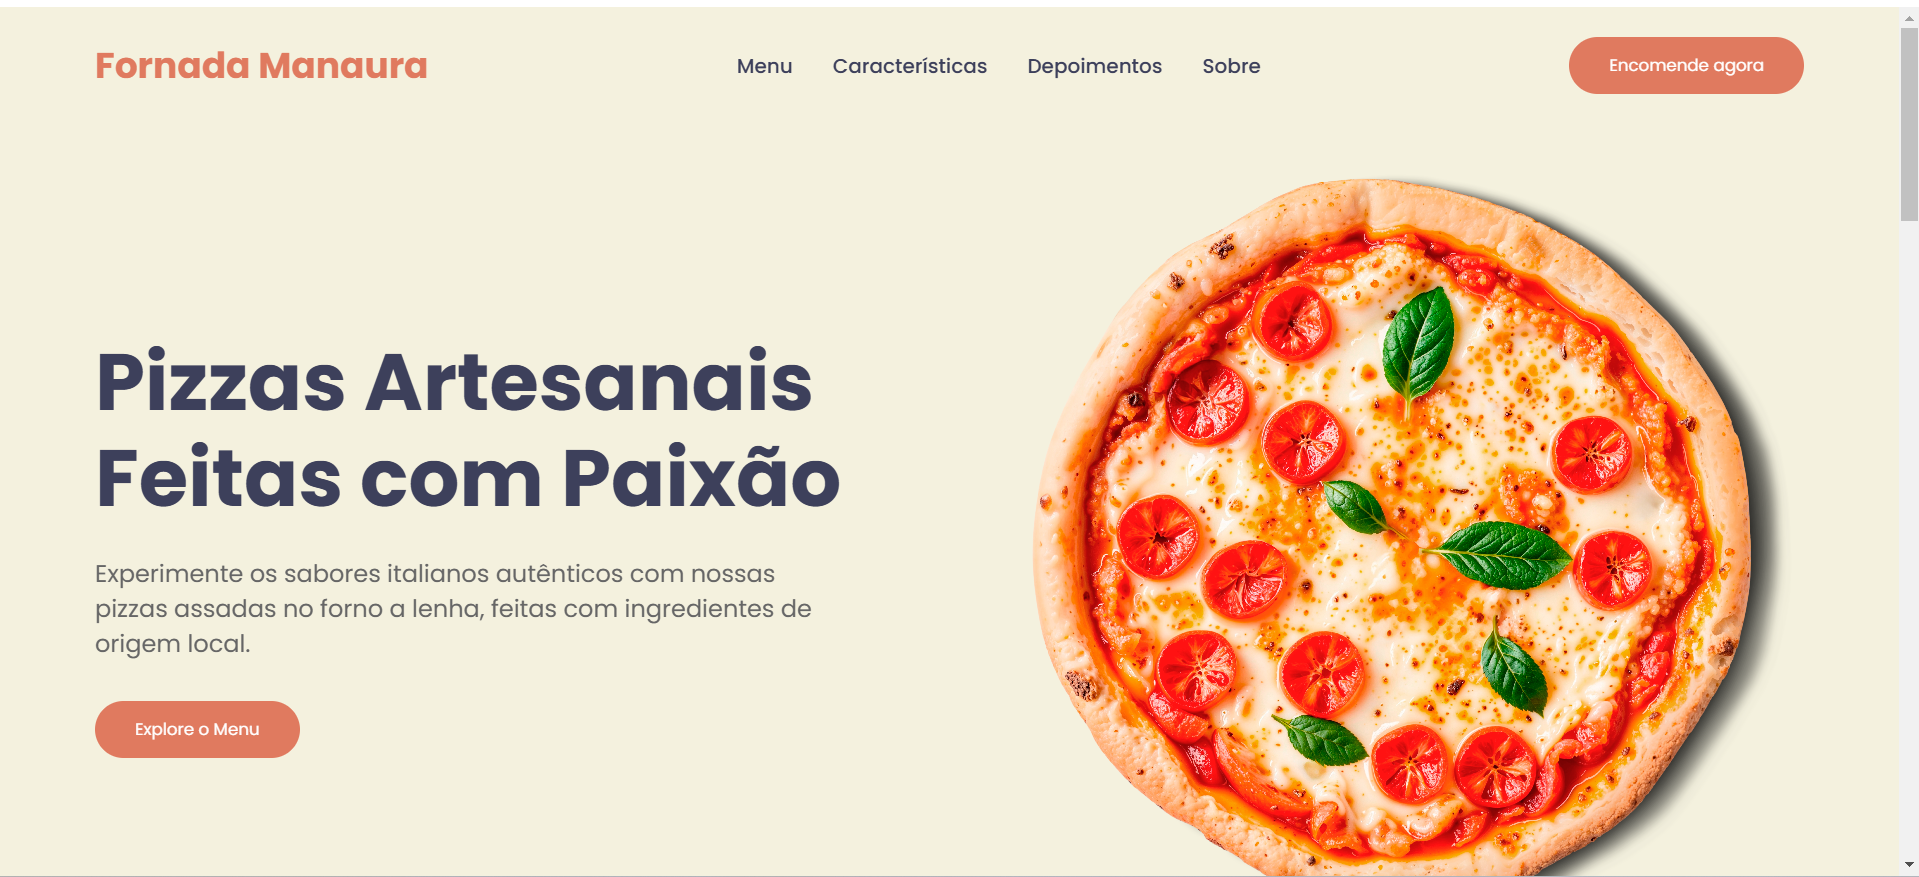 Fornada Manaura
Menu
Características
Depoimentos
Sobre
Encomende agora
Pizzas Artesanais
Feitas com Paixão
Experimente os sabores italianos autênticos com nossas
pizzas assadas no forno a lenha, feitas com ingredientes de
origem local.
Explore o Menu